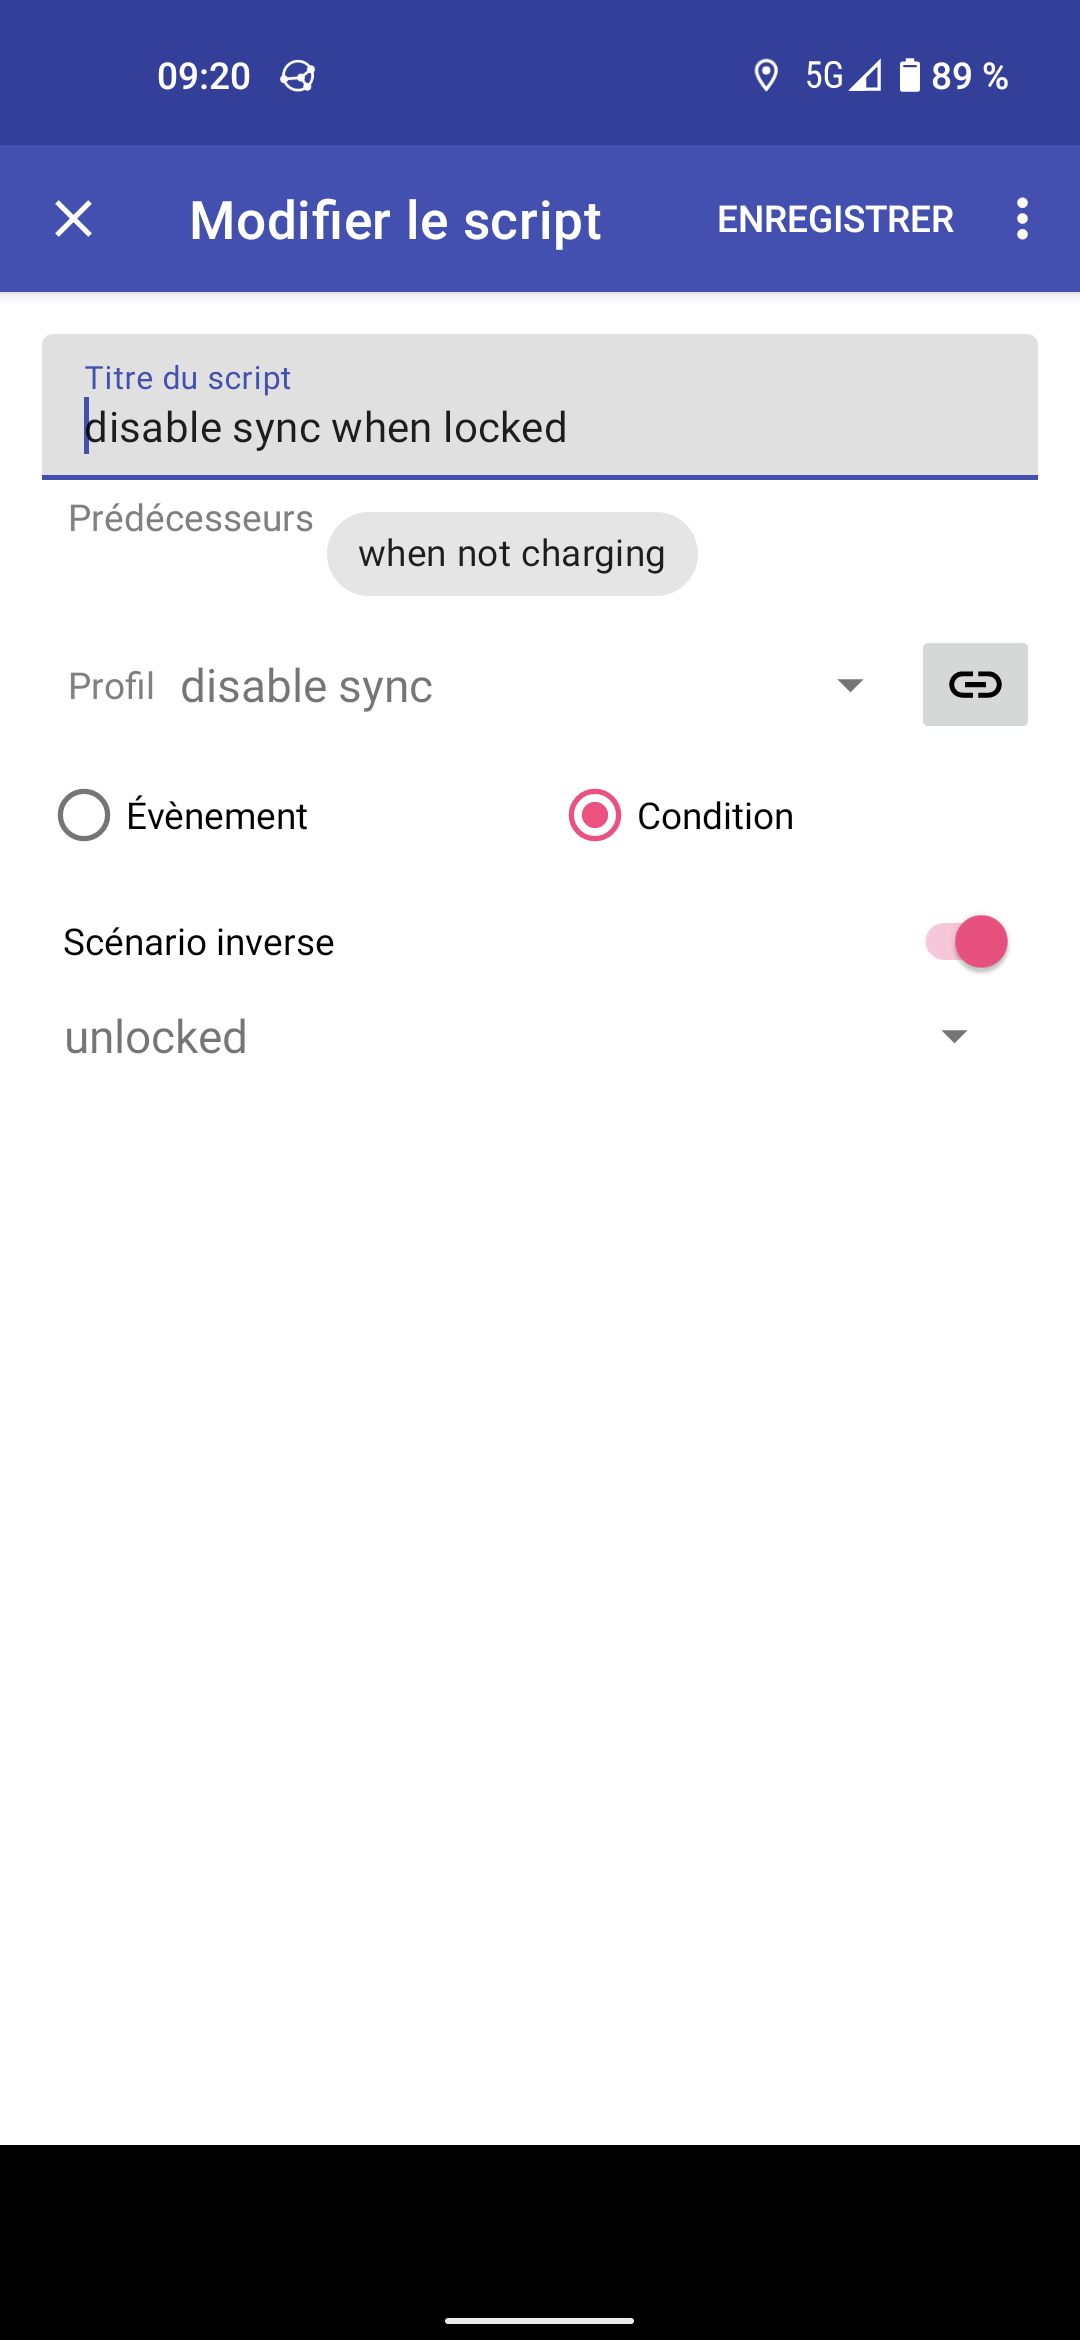 09:20 5G 89 %
Modifier le script ENREGISTRER
Titre du script
disable sync when locked
Prédécesseurs
when not charging
Profil disable sync
Évènement Condition
Scénario inverse
unlocked